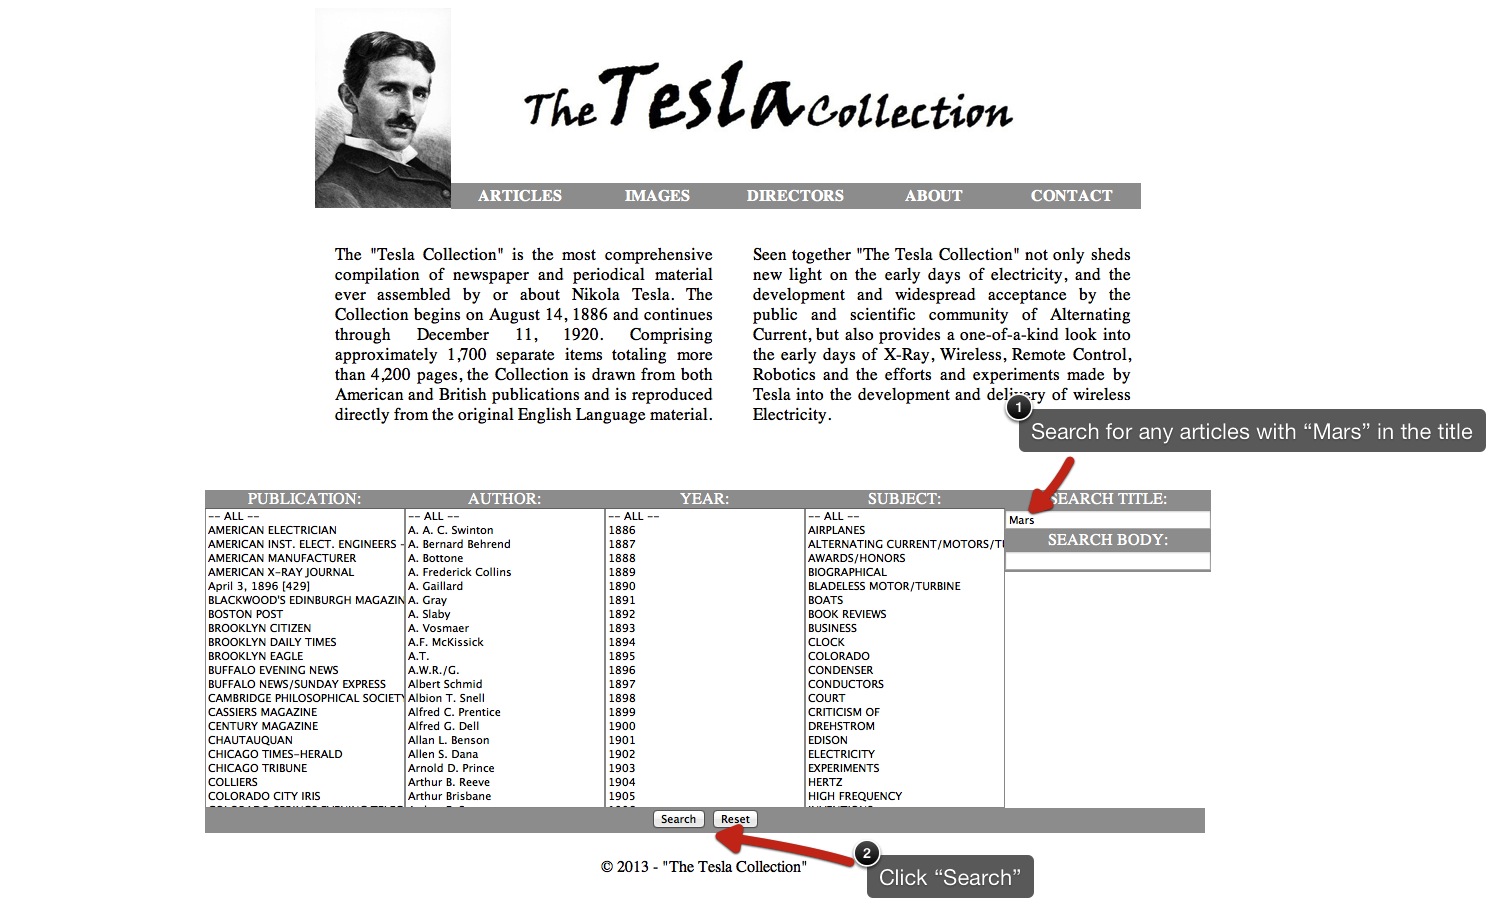 The Tesla Collection
ARTICLES IMAGES DIRECTORS ABOUT CONTACT
The "Tesla Collection" is the most comprehensive
compilation of newspaper and periodical material
ever assembled by or about Nikola Tesla. The
Collection begins on August 14, 1886 and continues
through December 11, 1920. Comprising
approximately 1,700 separate items totaling more
than 4,200 pages, the Collection is drawn from both
American and British publications and is reproduced
directly from the original English Language material.
Seen together "The Tesla Collection" not only sheds
new light on the early days of electricity, and the
development and widespread acceptance by the
public and scientific community of Alternating
Current, but also provides a one-of-a-kind look into
the early days of X-Ray, Wireless, Remote Control,
Robotics and the efforts and experiments made by
Tesla into the development and delivery of wireless
Electricity.
1
Search for any articles with “Mars” in the title
PUBLICATION:
-- ALL --
AMERICAN ELECTRICIAN
AMERICAN INST. ELECT. ENGINEERS -
AMERICAN MANUFACTURER
AMERICAN X-RAY JOURNAL
April 3, 1896 [429]
BLACKWOOD'S EDINBURGH MAGAZIN
BOSTON POST
BROOKLYN CITIZEN
BROOKLYN DAILY TIMES
BROOKLYN EAGLE
BUFFALO EVENING NEWS
BUFFALO NEWS/SUNDAY EXPRESS
CAMBRIDGE PHILOSOPHICAL SOCIETY
CASSIERS MAGAZINE
CENTURY MAGAZINE
CHAUTAUQUAN
CHICAGO TIMES-HERALD
CHICAGO TRIBUNE
COLLIERS
COLORADO CITY IRIS
AUTHOR:
-- ALL --
A. A. C. Swinton
A. Bernard Behrend
A. Bottone
A. Frederick Collins
A. Gaillard
A. Gray
A. Slaby
A. Vosmaer
A.F. McKissick
A.T.
A.W.R./G.
Albert Schmid
Albion T. Snell
Alfred C. Prentice
Alfred G. Dell
Allan L. Benson
Allen S. Dana
Arnold D. Prince
Arthur B. Reeve
Arthur Brisbane
YEAR:
-- ALL --
1886
1887
1888
1889
1890
1891
1892
1893
1894
1895
1896
1897
1898
1899
1900
1901
1902
1903
1904
1905
SUBJECT:
-- ALL --
AIRPLANES
ALTERNATING CURRENT/MOTORS/T
AWARDS/HONORS
BIOGRAPHICAL
BLADELESS MOTOR/TURBINE
BOATS
BOOK REVIEWS
BUSINESS
CLOCK
COLORADO
CONDENSER
CONDUCTORS
COURT
CRITICISM OF
DREHSTROM
EDISON
ELECTRICITY
EXPERIMENTS
HERTZ
HIGH FREQUENCY
SEARCH TITLE:
Mars
SEARCH BODY:
Search Reset
2
Click “Search”
© 2013 - "The Tesla Collection"